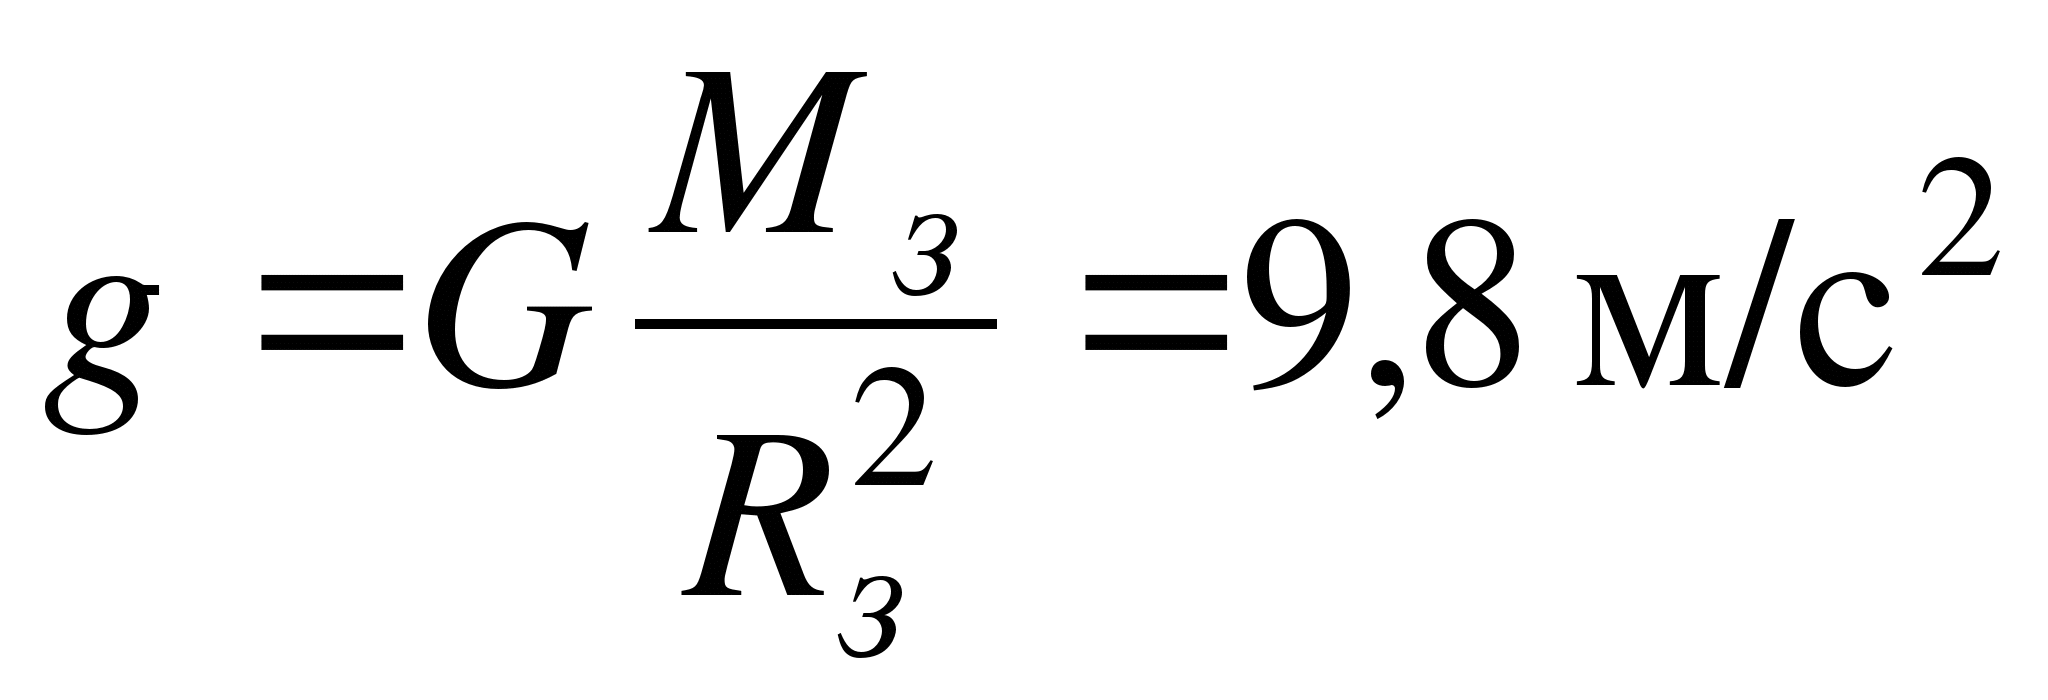 g = G M_з / R_з^2 = 9,8 м/с^2